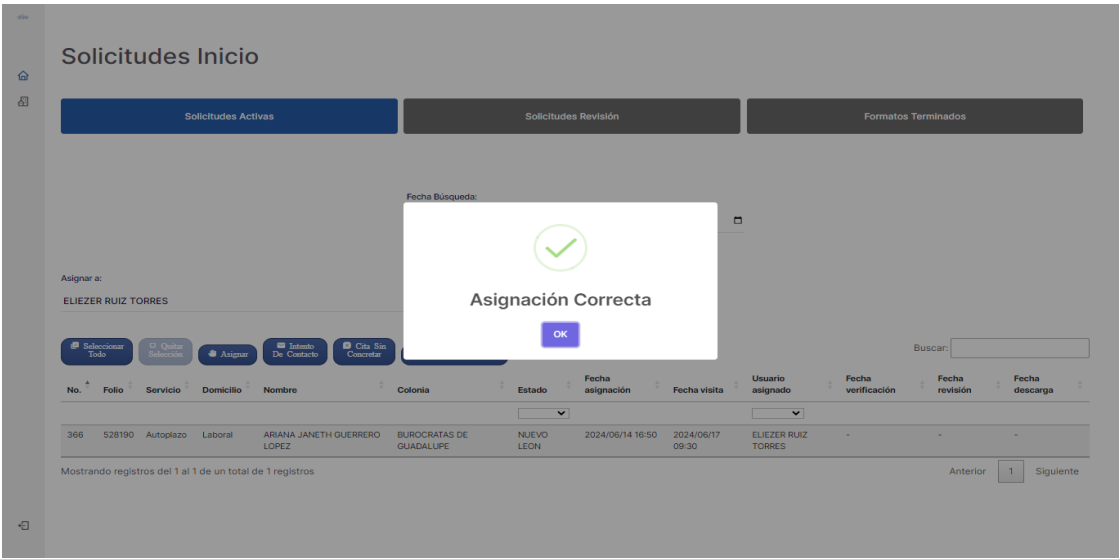 Solicitudes Inicio
Solicitudes Activas
Solicitudes Revisión
Formatos Terminados
Fecha Búsqueda:
Asignación Correcta
OK
Asignar a:
ELIEZER RUIZ TORRES
Seleccionar
Todo
Quitar
Selección
Asignar
Intento
De Contacto
Cita Sin
Concretar
Buscar:
No. Folio Servicio Domicilio Nombre Colonia Estado Fecha asignación Fecha visita Usuario asignado Fecha verificación Fecha revisión Fecha descarga
366 528190 Autoplazo Laboral ARIANA JANETH GUERRERO LOPEZ BUROCRATAS DE GUADALUPE NUEVO LEON 2024/06/14 16:50 2024/06/17 09:30 ELIEZER RUIZ TORRES - - -
Mostrando registros del 1 al 1 de un total de 1 registros
Anterior 1 Siguiente